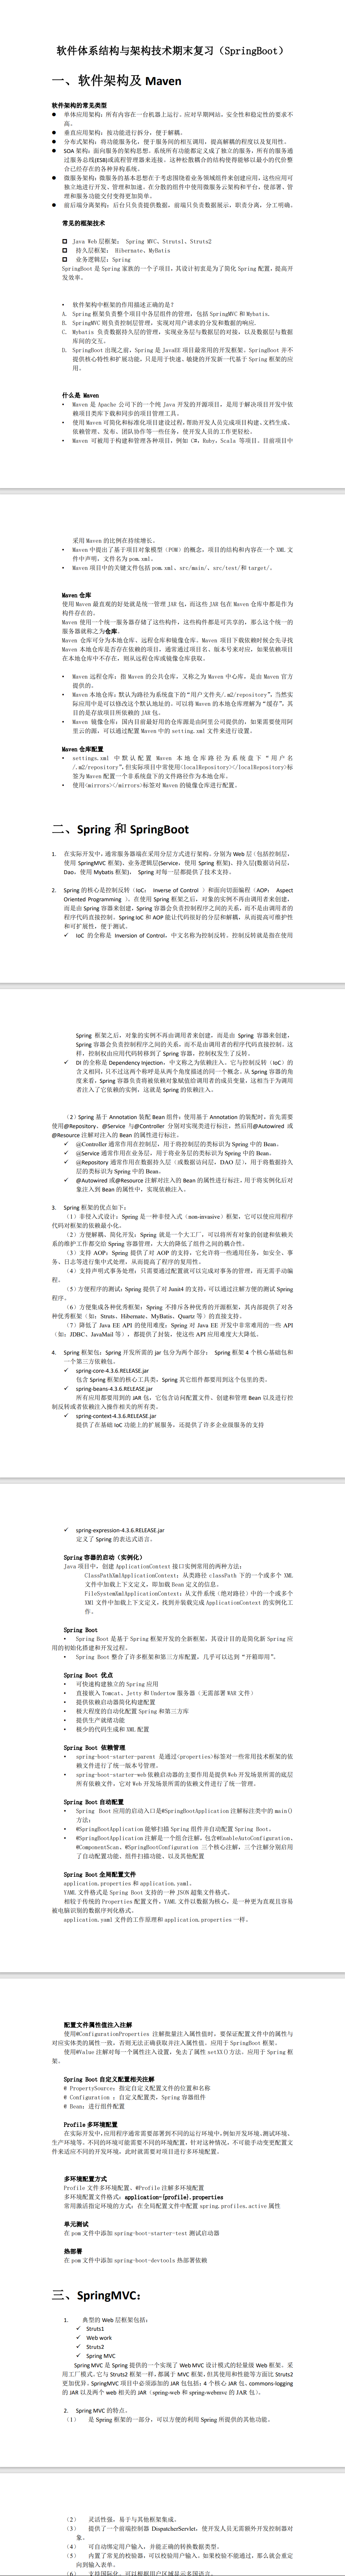 软件体系结构与架构技术期末复习（SpringBoot）
一、软件架构及 Maven
软件架构的常见类型
● 单体应用架构：所有内容在一台机器上运行。应对早期网站，安全性和稳定性的要求不
高。
● 垂直应用架构：按功能进行拆分，便于解耦。
● 分布式架构：将功能服务化，便于服务间的相互调用，提高解耦的程度以及复用性。
● SOA 架构：面向服务的架构思想。系统所有功能都定义成了独立的服务，所有的服务通
过服务总线(ESB)或流程管理器来连接。这种松散耦合的结构使得能够以最小的代价整
合已经存在的各种异构系统。
● 微服务架构：微服务的基本思想在于考虑围绕着业务领域组件来创建应用，这些应用可
独立地进行开发、管理和加速。在分散的组件中使用微服务云架构和平台，使部署、管
理和服务功能交付变得更加简单。
● 前后端分离架构：后台只负责提供数据，前端只负责数据展示，职责分离，分工明确。
常见的框架技术
Java Web 层框架： Spring MVC、Struts1、Struts2
持久层框架： Hibernate、MyBatis
业务逻辑层：Spring
SpringBoot 是 Spring 家族的一个子项目，其设计初衷是为了简化 Spring 配置，提高开
发效率。
• 软件架构中框架的作用描述正确的是？
A. Spring 框架负责整个项目中各层组件的管理，包括 SpringMVC 和 Mybatis.
B. SpringMVC 则负责控制层管理，实现对用户请求的分发和数据的响应.
C. Mybatis 负责数据持久层的管理，实现业务层与数据层的对接，以及数据层与数据
库间的交互。
D. SpringBoot 出现之前，Spring 是 JavaEE 项目最常用的开发框架。SpringBoot 并不
提供核心特性和扩展功能，只是用于快速、敏捷的开发新一代基于 Spring 框架的应
用。
什么是 Maven
• Maven 是 Apache 公司下的一个纯 Java 开发的开源项目，是用于解决项目开发中依
赖项目类库下载和同步的项目管理工具。
• 使用 Maven 可简化和标准化项目建设过程，帮助开发人员完成项目构建、文档生成、
依赖管理、发布、团队协作等一些任务，使开发人员的工作更轻松。
• Maven 可被用于构建和管理各种项目，例如 C#，Ruby，Scala 等项目。目前项目中
采用 Maven 的比例在持续增长。
• Maven 中提出了基于项目对象模型（POM）的概念，项目的结构和内容在一个 XML 文
件中声明，文件名为 pom.xml。
• Maven 项目中的关键文件包括 pom.xml、src/main/、src/test/和 target/。
Maven 仓库
使用 Maven 最直观的好处就是统一管理 JAR 包，而这些 JAR 包在 Maven 仓库中都是作为
构件存在的。
Maven 使用一个统一服务器存储了这些构件，这些构件都是可共享的，那么这个统一的
服务器就称之为仓库。
Maven 仓库可分为本地仓库、远程仓库和镜像仓库。Maven 项目下载依赖时候会先寻找
Maven 本地仓库是否存在依赖的项目，通常通过项目名、版本号来对应，如果依赖项目
在本地仓库中不存在，则从远程仓库或镜像仓库获取。
• Maven 远程仓库：指 Maven 的公共仓库，又称之为 Maven 中心库，是由 Maven 官方
提供的。
• Maven 本地仓库：默认为路径为系统盘下的“用户文件夹/.m2/repository”，当然实
际应用中是可以修改这个默认地址的。可以将 Maven 的本地仓库理解为“缓存”，其
目的是存放项目所依赖的 JAR 包。
• Maven 镜像仓库：国内目前最好用的仓库源是由阿里公司提供的，如果需要使用阿
里云的源，可以通过配置 Maven 中的 setting.xml 文件来进行设置。
Maven 仓库配置
• settings.xml 中默认配置 Maven 本地仓库路径为系统盘下“用户名
/.m2/repository”，但实际项目中常使用<localRepository></localRepository>标
签为 Maven 配置一个非系统盘下的文件路径作为本地仓库。
• 使用<mirrors></mirrors>标签对 Maven 的镜像仓库进行配置。
二、Spring 和 SpringBoot
1. 在实际开发中，通常服务器端在采用分层方式进行架构。分别为 Web 层（包括控制层，
使用 SpringMVC 框架）、业务逻辑层(Service，使用 Spring 框架)、持久层(数据访问层，
Dao，使用 Mybatis 框架)， Spring 对每一层都提供了技术支持。
2. Spring 的核心是控制反转（IoC： Inverse of Control ）和面向切面编程（AOP： Aspect
Oriented Programming ）。在使用 Spring 框架之后，对象的实例不再由调用者来创建，
而是由 Spring 容器来创建，Spring 容器会负责控制程序之间的关系，而不是由调用者的
程序代码直接控制。Spring IoC 和 AOP 能让代码很好的分层和解耦，从而提高可维护性
和可扩展性，便于测试。
✓ IoC 的全称是 Inversion of Control，中文名称为控制反转。控制反转就是指在使用
Spring 框架之后，对象的实例不再由调用者来创建，而是由 Spring 容器来创建，
Spring 容器会负责控制程序之间的关系，而不是由调用者的程序代码直接控制。这
样，控制权由应用代码转移到了 Spring 容器，控制权发生了反转。
✓ DI 的全称是 Dependency Injection，中文称之为依赖注入。它与控制反转（IoC）的
含义相同，只不过这两个称呼是从两个角度描述的同一个概念。从 Spring 容器的角
度来看，Spring 容器负责将被依赖对象赋值给调用者的成员变量，这相当于为调用
者注入了它依赖的实例，这就是 Spring 的依赖注入。
（2）Spring 基于 Annotation 装配 Bean 组件：使用基于 Annotation 的装配时，首先需要
使用@Repository、@Service 与@Controller 分别对实现类进行标注，然后用@Autowired 或
@Resource 注解对注入的 Bean 的属性进行标注。
✓ @Controller 通常作用在控制层，用于将控制层的类标识为 Spring 中的 Bean。
✓ @Service 通常作用在业务层，用于将业务层的类标识为 Spring 中的 Bean。
✓ @Repository 通常作用在数据持久层（或数据访问层，DAO 层），用于将数据持久
层的类标识为 Spring 中的 Bean。
✓ @Autowired 或@Resource 注解对注入的 Bean 的属性进行标注，用于将实例化后对
象注入到 Bean 的属性中，实现依赖注入。
3. Spring 框架的优点如下：
（1）非侵入式设计：Spring 是一种非侵入式（non-invasive）框架，它可以使应用程序
代码对框架的依赖最小化。
（2）方便解耦、简化开发：Spring 就是一个大工厂，可以将所有对象的创建和依赖关
系的维护工作都交给 Spring 容器管理，大大的降低了组件之间的耦合性。
（3）支持 AOP：Spring 提供了对 AOP 的支持，它允许将一些通用任务，如安全、事
务、日志等进行集中式处理，从而提高了程序的复用性。
（4）支持声明式事务处理：只需要通过配置就可以完成对事务的管理，而无需手动编
程。
（5）方便程序的测试：Spring 提供了对 Junit4 的支持，可以通过注解方便的测试 Spring
程序。
（6）方便集成各种优秀框架：Spring 不排斥各种优秀的开源框架，其内部提供了对各
种优秀框架（如：Struts、Hibernate、MyBatis、Quartz 等）的直接支持。
（7）降低了 Java EE API 的使用难度：Spring 对 Java EE 开发中非常难用的一些 API
（如：JDBC、JavaMail 等），都提供了封装，使这些 API 应用难度大大降低。
4. Spring 框架包：Spring 开发所需的 jar 包分为两个部分： Spring 框架 4 个核心基础包和
一个第三方依赖包。
✓ spring-core-4.3.6.RELEASE.jar
包含 Spring 框架的核心工具类，Spring 其它组件都要用到这个包里的类。
✓ spring-beans-4.3.6.RELEASE.jar
所有应用都要用到的 JAR 包，它包含访问配置文件、创建和管理 Bean 以及进行控
制反转或者依赖注入操作相关的所有类。
✓ spring-context-4.3.6.RELEASE.jar
提供了在基础 IoC 功能上的扩展服务，还提供了许多企业级服务的支持
✓ spring-expression-4.3.6.RELEASE.jar
定义了 Spring 的表达式语言。
Spring 容器的启动（实例化）
Java 项目中，创建 ApplicationContext 接口实例常用的两种方法：
ClassPathXmlApplicationContext：从类路径 classPath 下的一个或多个 XML
文件中加载上下文定义，即加载 Bean 定义的信息。
FileSystemXmlApplicationContext：从文件系统（绝对路径）中的一个或多个
XMl 文件中加载上下文定义，找到并装载完成 ApplicationContext 的实例化工
作。
Spring Boot
• Spring Boot 是基于 Spring 框架开发的全新框架，其设计目的是简化新 Spring 应
用的初始化搭建和开发过程。
• Spring Boot 整合了许多框架和第三方库配置，几乎可以达到“开箱即用”。
Spring Boot 优点
• 可快速构建独立的 Spring 应用
• 直接嵌入 Tomcat、Jetty 和 Undertow 服务器（无需部署 WAR 文件）
• 提供依赖启动器简化构建配置
• 极大程度的自动化配置 Spring 和第三方库
• 提供生产就绪功能
• 极少的代码生成和 XML 配置
Spring Boot 依赖管理
• spring-boot-starter-parent 是通过<properties>标签对一些常用技术框架的依
赖文件进行了统一版本号管理。
• spring-boot-starter-web 依赖启动器的主要作用是提供 Web 开发场景所需的底层
所有依赖文件，它对 Web 开发场景所需的依赖文件进行了统一管理。
Spring Boot 自动配置
• Spring Boot 应用的启动入口是@SpringBootApplication 注解标注类中的 main()
方法；
• @SpringBootApplication 能够扫描 Spring 组件并自动配置 Spring Boot。
• @SpringBootApplication 注解是一个组合注解，包含@EnableAutoConfiguration、
@ComponentScan、@SpringBootConfiguration 三个核心注解，三个注解分别启用
了自动配置功能、组件扫描功能、以及其他配置
Spring Boot 全局配置文件
application.properties 和 application.yaml。
YAML 文件格式是 Spring Boot 支持的一种 JSON 超集文件格式。
相较于传统的 Properties 配置文件，YAML 文件以数据为核心，是一种更为直观且容易
被电脑识别的数据序列化格式。
application.yaml 文件的工作原理和 application.properties 一样。
配置文件属性值注入注解
使用@ConfigurationProperties 注解批量注入属性值时，要保证配置文件中的属性与
对应实体类的属性一致，否则无法正确获取并注入属性值。应用于 SpringBoot 框架。
使用@Value 注解对每一个属性注入设置，免去了属性 setXX()方法。应用于 Spring 框
架。
Spring Boot 自定义配置相关注解
# PropertySource：指定自定义配置文件的位置和名称
# Configuration ：自定义配置类，Spring 容器组件
# Bean：进行组件配置
Profile 多环境配置
在实际开发中，应用程序通常需要部署到不同的运行环境中，例如开发环境、测试环境、
生产环境等。不同的环境可能需要不同的环境配置，针对这种情况，不可能手动变更配置文
件来适应不同的开发环境，此时就需要对项目进行多环境配置。
多环境配置方式
Profile 文件多环境配置、@Profile 注解多环境配置
多环境配置文件格式：application-{profile}.properties
常用激活指定环境的方式：在全局配置文件中配置 spring.profiles.active 属性
单元测试
在 pom 文件中添加 spring-boot-starter-test 测试启动器
热部署
在 pom 文件中添加 spring-boot-devtools 热部署依赖
三、SpringMVC：
1. 典型的 Web 层框架包括：
✓ Struts1
✓ Web work
✓ Struts2
✓ Spring MVC
Spring MVC 是 Spring 提供的一个实现了 Web MVC 设计模式的轻量级 Web 框架。采
用工厂模式。它与 Struts2 框架一样，都属于 MVC 框架，但其使用和性能等方面比 Struts2
更加优异。SpringMVC 项目中必须添加的 JAR 包包括：4 个核心 JAR 包、commons-logging
的 JAR 以及两个 web 相关的 JAR（spring-web 和 spring-webmvc 的 JAR 包）。
2. Spring MVC 的特点。
（1） 是 Spring 框架的一部分，可以方便的利用 Spring 所提供的其他功能。
（2） 灵活性强，易于与其他框架集成。
（3） 提供了一个前端控制器 DispatcherServlet，使开发人员无需额外开发控制器对
象。
（4） 可自动绑定用户输入，并能正确的转换数据类型。
（5） 内置了常见的校验器，可以校验用户输入。如果校验不能通过，那么就会重定
向到输入表单。
（6） 支持国际化。可以根据用户区域显示多国语言。